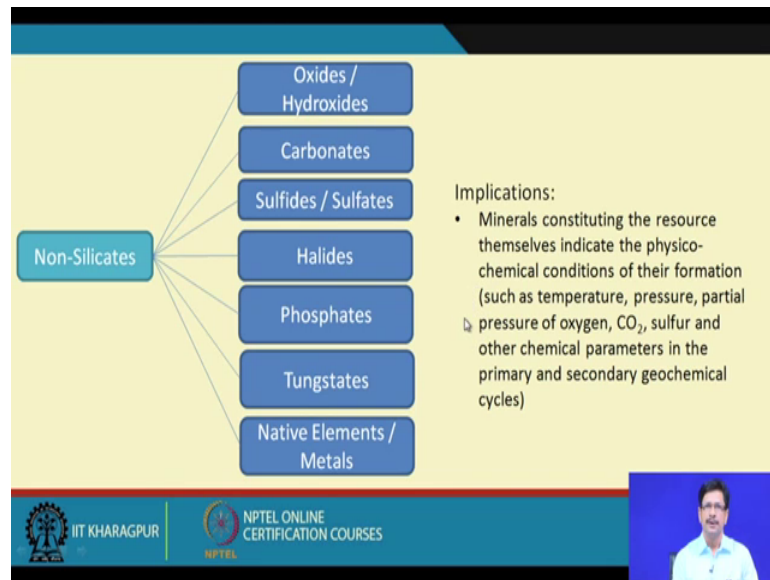 Non-Silicates
Oxides /
Hydroxides
Carbonates
Sulfides / Sulfates
Halides
Phosphates
Tungstates
Native Elements /
Metals
Implications:
• Minerals constituting the resource
themselves indicate the physico-
chemical conditions of their formation
(such as temperature, pressure, partial
pressure of oxygen, CO₂, sulfur and
other chemical parameters in the
primary and secondary geochemical
cycles)
IIT KHARAGPUR
NPTEL
NPTEL ONLINE
CERTIFICATION COURSES